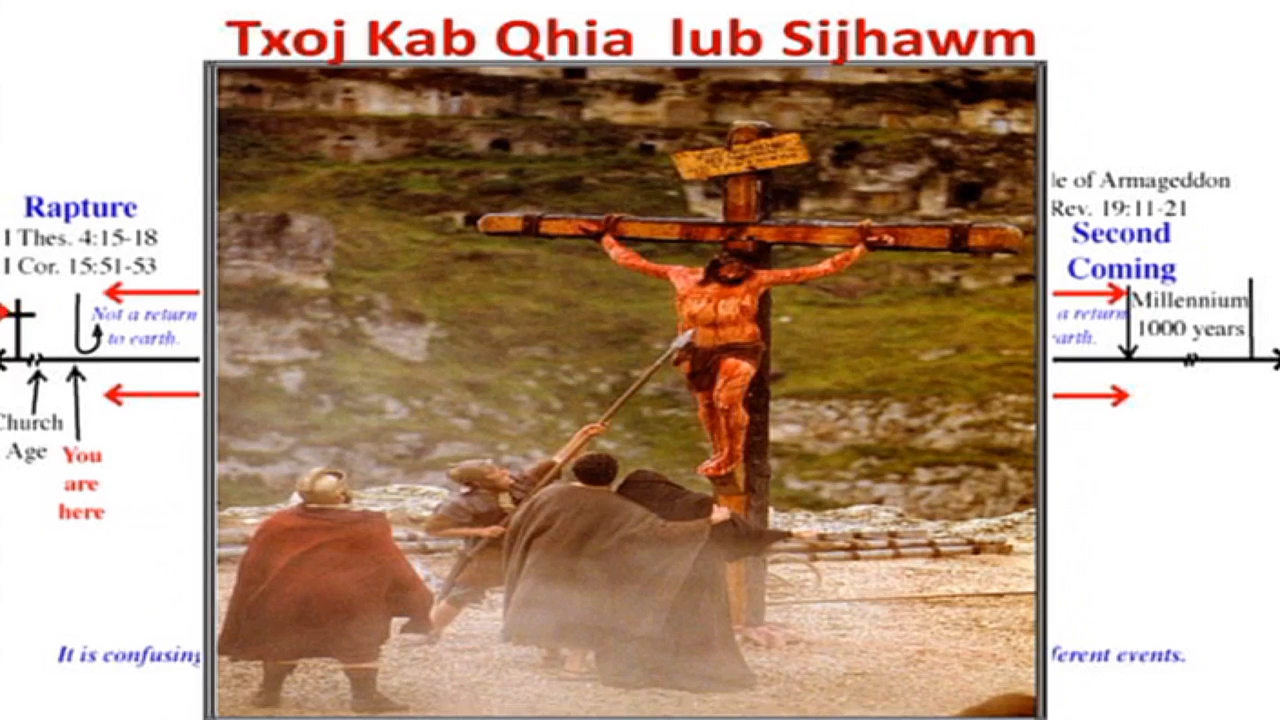 Txoj Kab Qhia lub Sijhawm
Rapture
I Thes. 4:15-18
I Cor. 15:51-53
Not a return
to earth.
Church
Age
You
are
here
It is confusing
le of Armageddon
Rev. 19:11-21
Second
Coming
Millennium
1000 years
a return
earth.
ferent events.